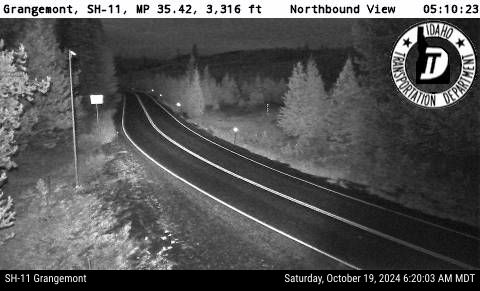 Grangemont, SH-11, MP 35.42, 3,316 ft Northbound View 05:10:23
IDAHO
TRANSPORTATION DEPARTMENT
SH-11 Grangemont Saturday, October 19, 2024 6:20:03 AM MDT